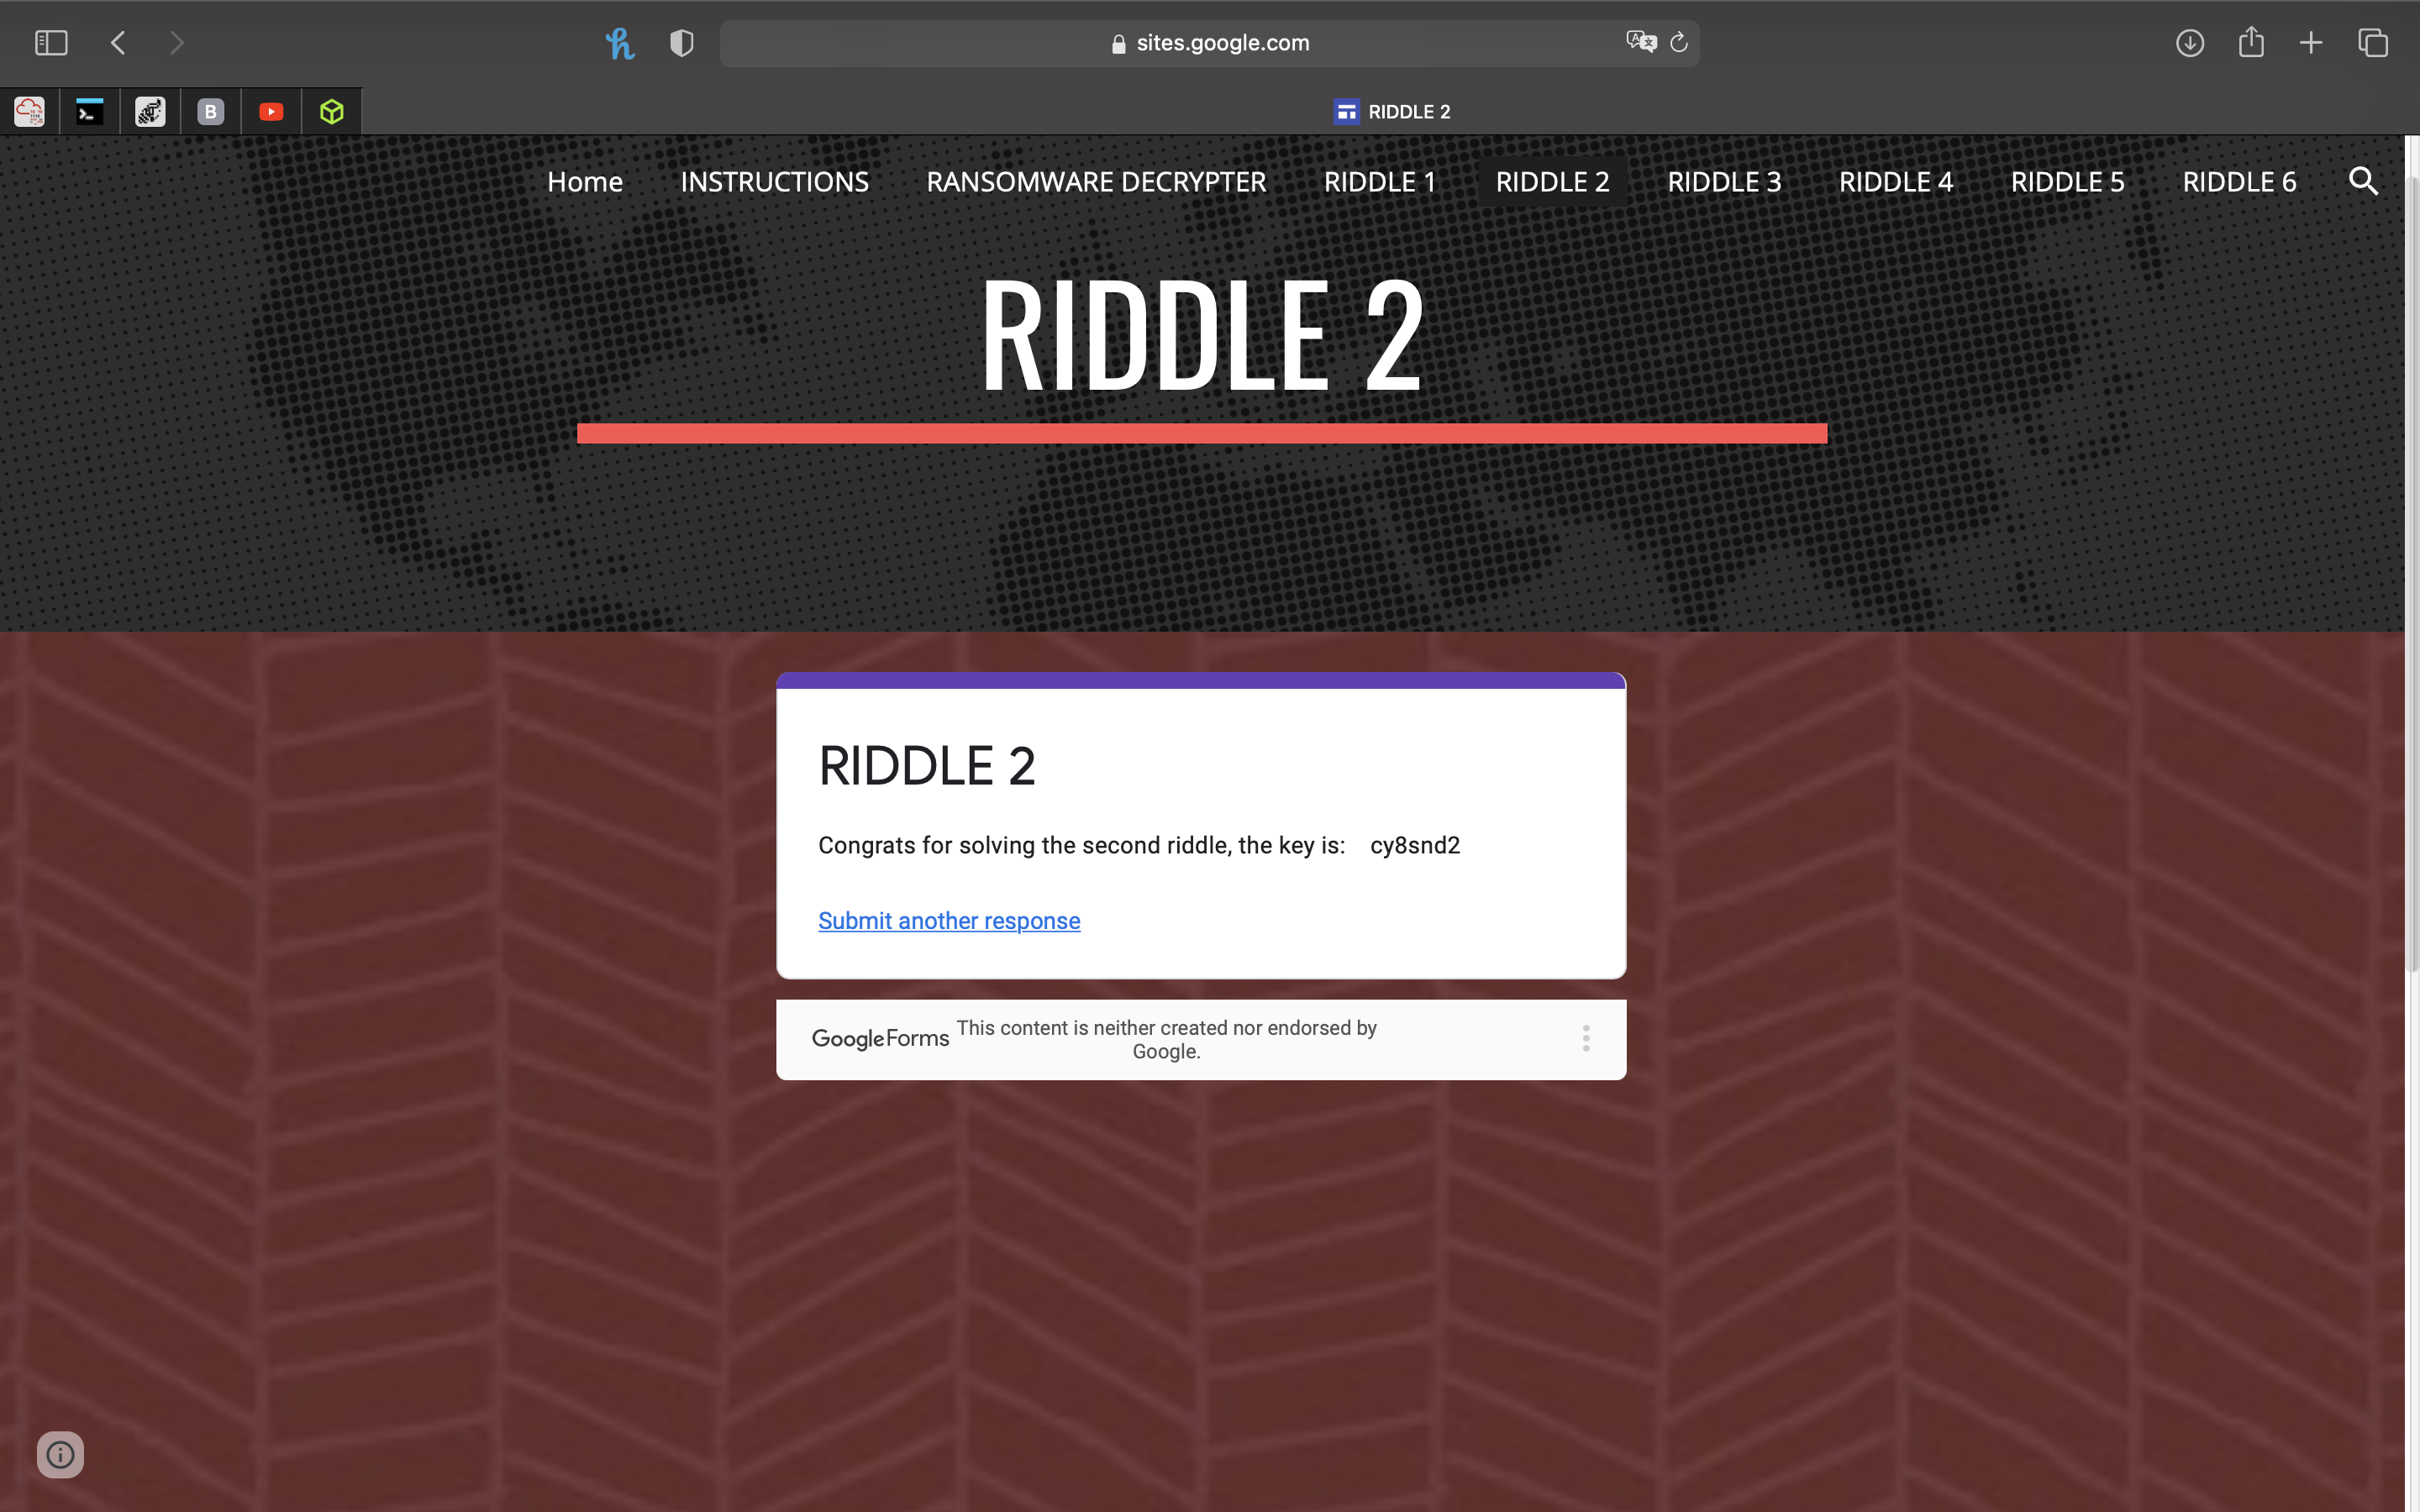 sites.google.com
B
RIDDLE 2
Home INSTRUCTIONS RANSOMWARE DECRYPTER RIDDLE 1 RIDDLE 2 RIDDLE 3 RIDDLE 4 RIDDLE 5 RIDDLE 6
RIDDLE 2
RIDDLE 2
Congrats for solving the second riddle, the key is: cy8snd2
Submit another response
Google Forms This content is neither created nor endorsed by
Google.